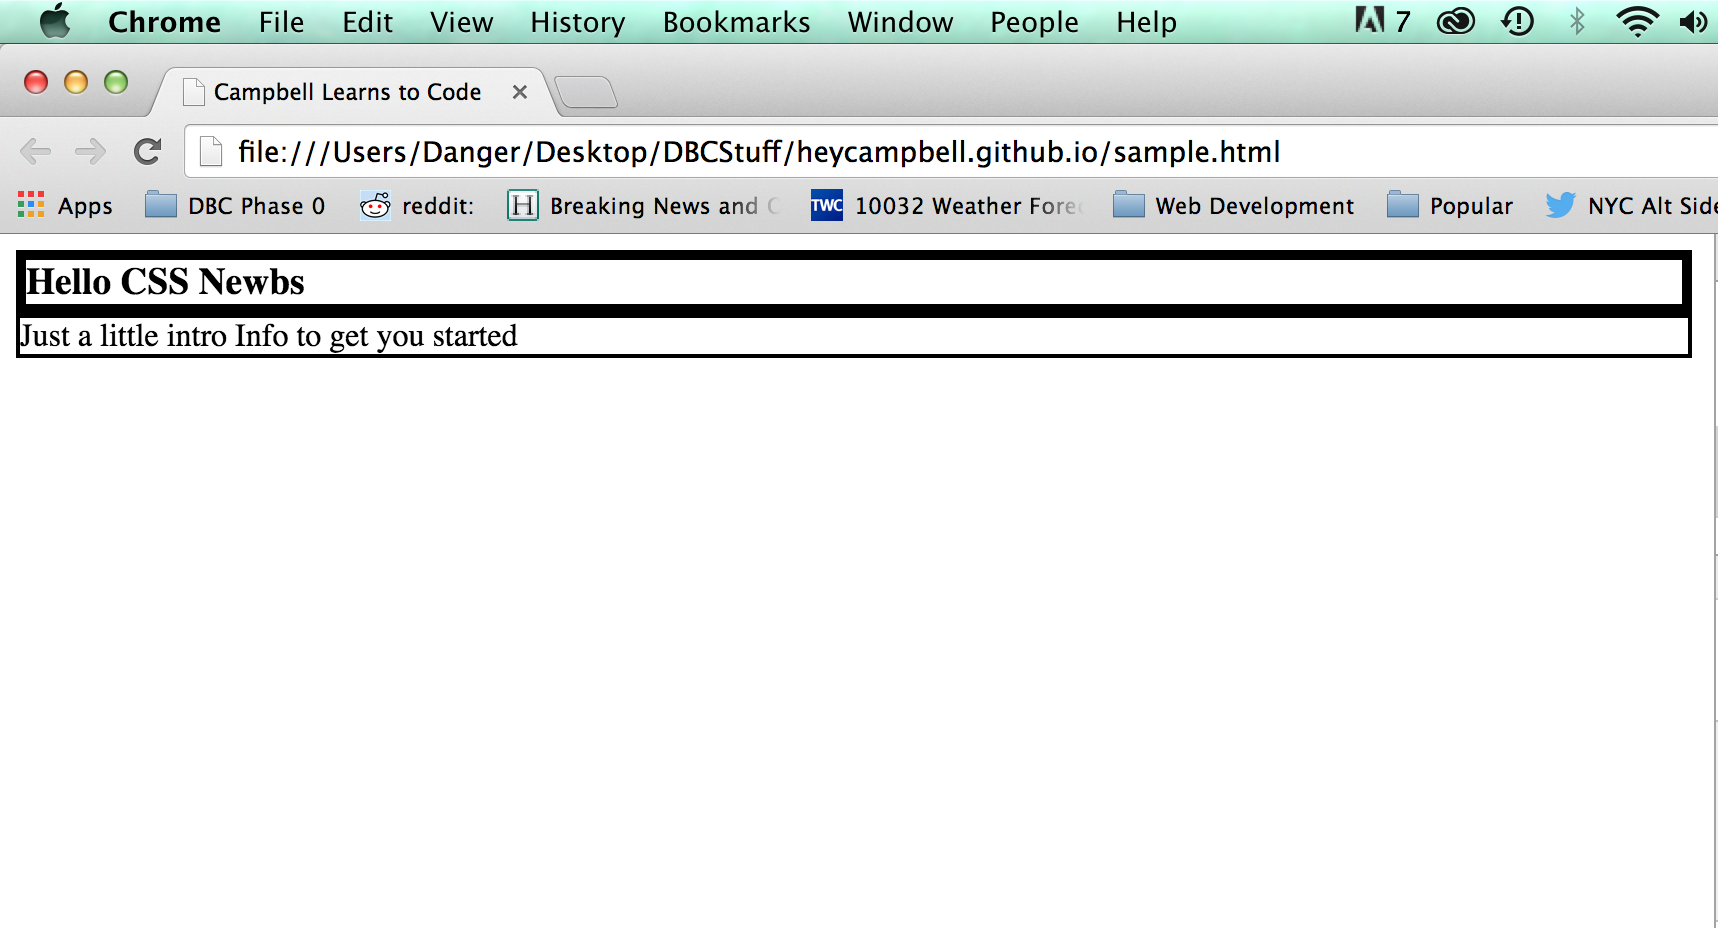 Chrome File Edit View History Bookmarks Window People Help 7
Campbell Learns to Code
file:///Users/Danger/Desktop/DBCStuff/heycampbell.github.io/sample.html
Apps DBC Phase 0 reddit: H Breaking News and TWC 10032 Weather Fore Web Development Popular NYC Alt Side
Hello CSS Newbs
Just a little intro Info to get you started